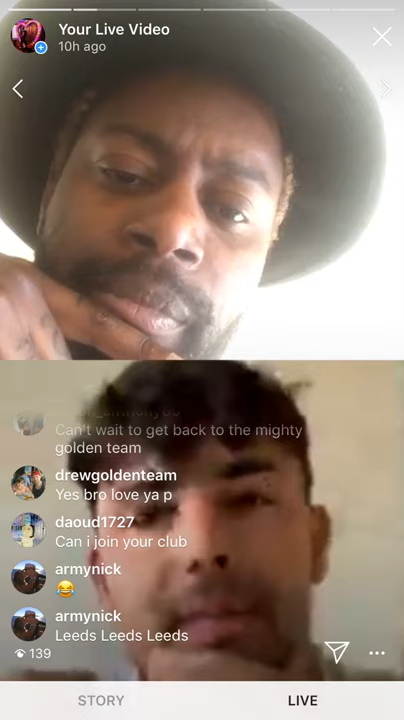 Your Live Video
10h ago
Can't wait to get back to the mighty
golden team
drewgoldenteam
Yes bro love ya p
daoud1727
Can i join your club
armynick
😂
armynick
Leeds Leeds Leeds
139
STORY
LIVE